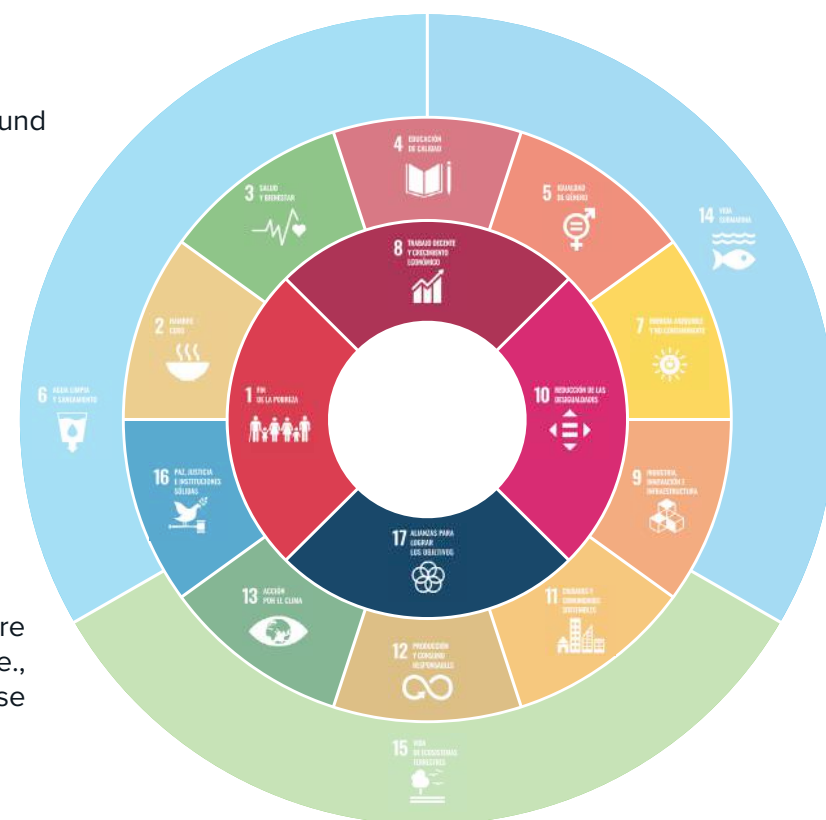 und
4 EDUCACIÓN
DE CALIDAD
3 SALUD
Y BIENESTAR
5 IGUALDAD
DE GÉNERO
14 VIDA
SUBMARINA
8 TRABAJO DECENTE
Y CRECIMIENTO
ECONÓMICO
2 HAMBRE
CERO
7 ENERGÍA ASEQUIBLE
Y NO CONTAMINANTE
6 AGUA LIMPIA
Y SANEAMIENTO
1 FIN
DE LA POBREZA
10 REDUCCIÓN DE LAS
DESIGUALDADES
16 PAZ, JUSTICIA
E INSTITUCIONES
SÓLIDAS
9 INDUSTRIA,
INNOVACIÓN E
INFRAESTRUCTURA
17 ALIANZAS PARA
LOGRAR
LOS OBJETIVOS
13 ACCIÓN
POR EL CLIMA
11 CIUDADES Y
COMUNIDADES
SOSTENIBLES
12 PRODUCCIÓN
Y CONSUMO
RESPONSABLES
re
e.,
se
15 VIDA
DE ECOSISTEMAS
TERRESTRES